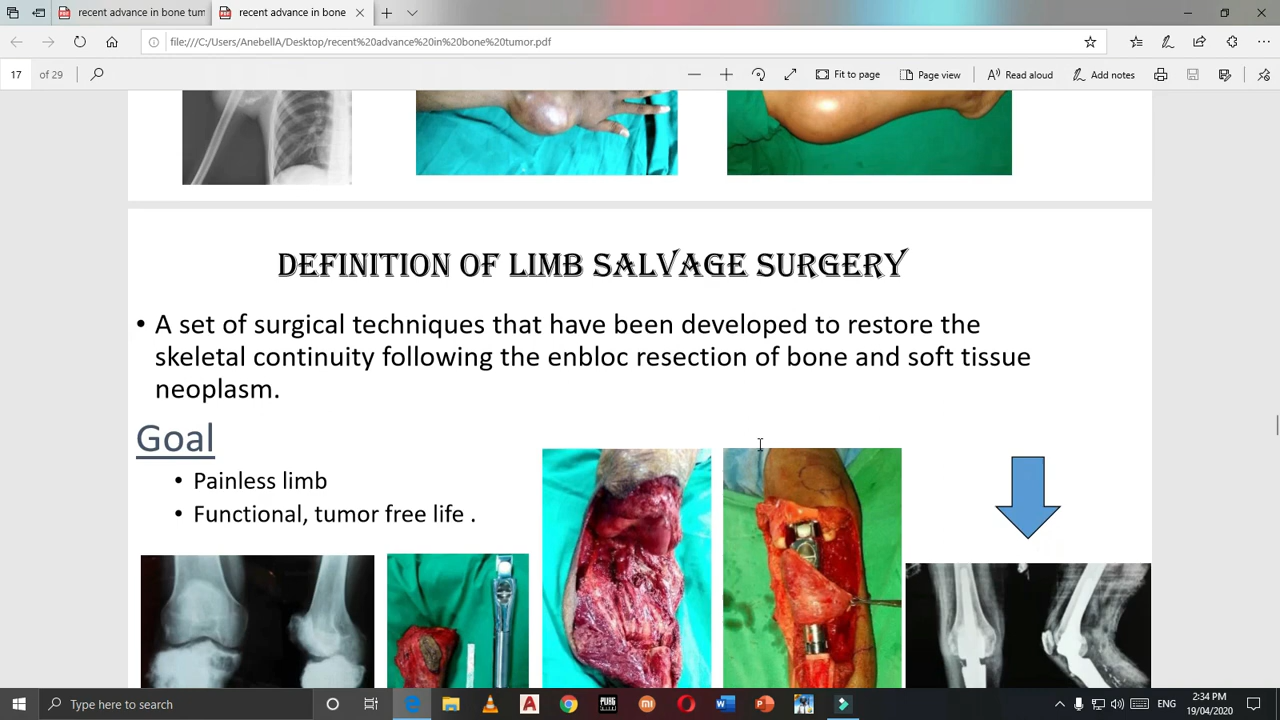 recent advance in bone tum
recent advance in bone
file:///C:/Users/AnebellA/Desktop/recent%20advance%20in%20bone%20tumor.pdf
17 of 29
Fit to page
Page view
Read aloud
Add notes
DEFINITION OF LIMB SALVAGE SURGERY
• A set of surgical techniques that have been developed to restore the
skeletal continuity following the enbloc resection of bone and soft tissue
neoplasm.
Goal
• Painless limb
• Functional, tumor free life .
Type here to search
ENG
2:34 PM
19/04/2020